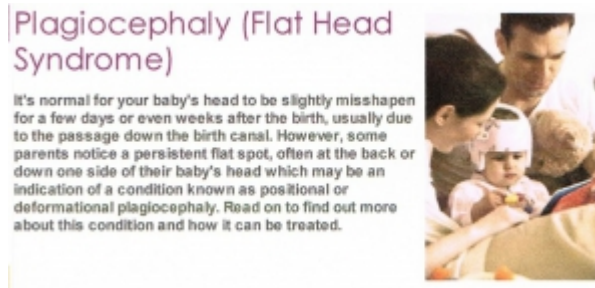 Plagiocephaly (Flat Head
Syndrome)
It's normal for your baby's head to be slightly misshapen
for a few days or even weeks after the birth, usually due
to the passage down the birth canal. However, some
parents notice a persistent flat spot, often at the back or
down one side of their baby's head which may be an
indication of a condition known as positional or
deformational plagiocephaly. Read on to find out more
about this condition and how it can be treated.